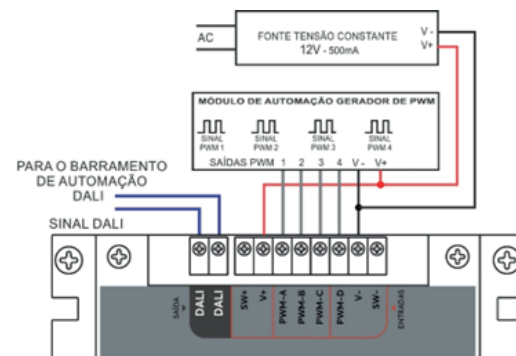 AC
FONTE TENSÃO CONSTANTE
12V - 500mA
V -
V+
MÓDULO DE AUTOMAÇÃO GERADOR DE PWM
SINAL PWM 1
SINAL PWM 2
SINAL PWM 3
SINAL PWM 4
SAÍDAS PWM 1 2 3 4 V - V+
PARA O BARRAMENTO
DE AUTOMAÇÃO
DALI
SINAL DALI
SAÍDA
DALI
DALI
SW+
V+
PWM-A
PWM-B
PWM-C
PWM-D
V-
SW-
ENTRADAS